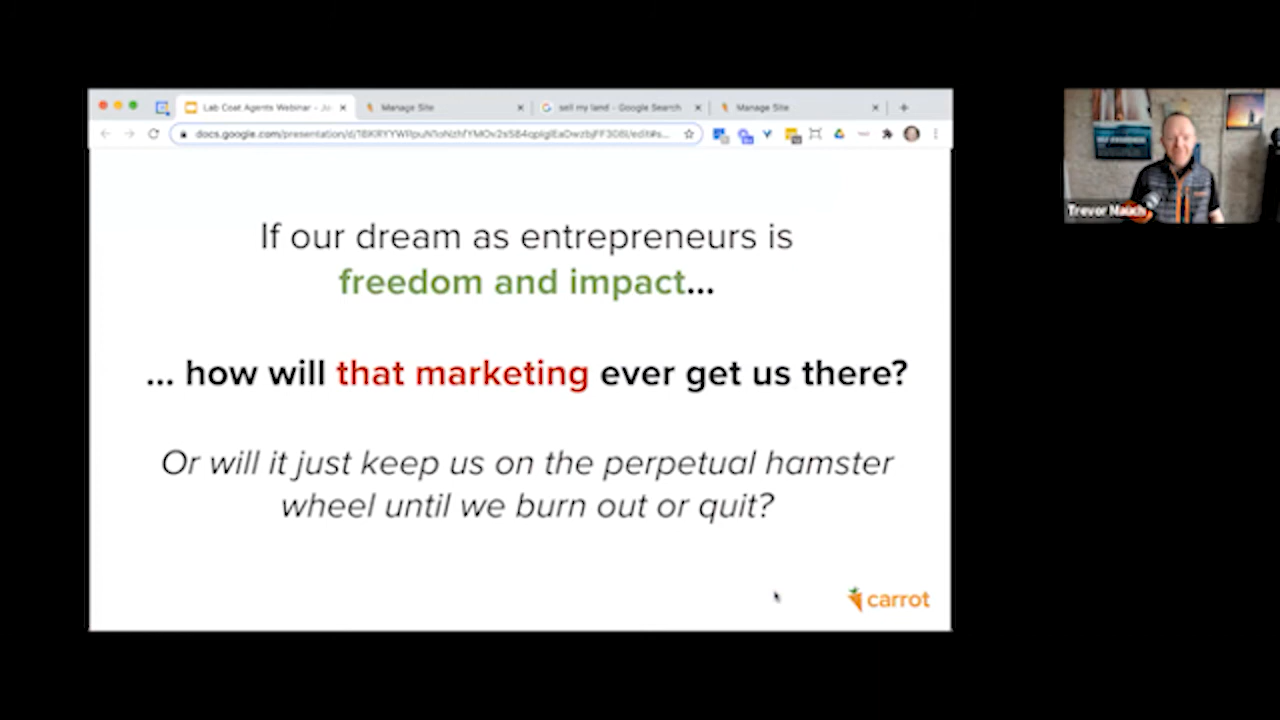 Lab Coat Agents Webinar - Ju
Manage Site
sell my land - Google Search
Manage Site
If our dream as entrepreneurs is
freedom and impact...
... how will that marketing ever get us there?
Or will it just keep us on the perpetual hamster
wheel until we burn out or quit?
carrot
Trevor